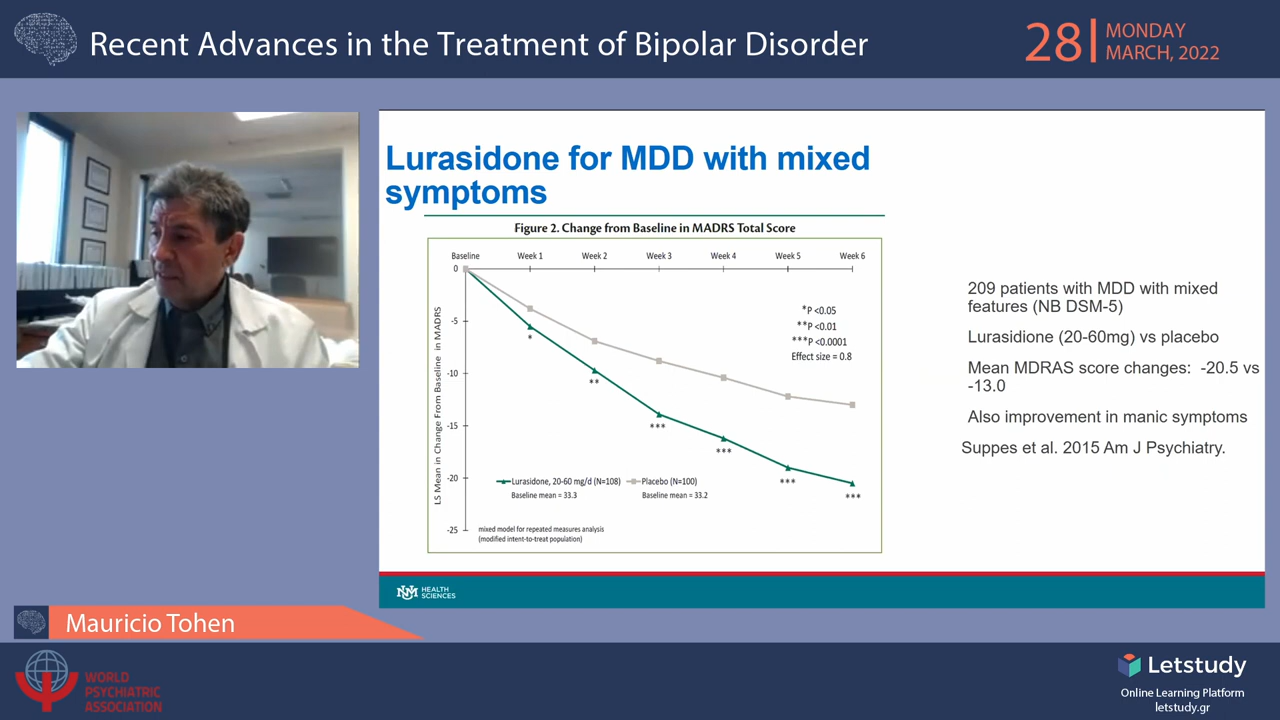 Recent Advances in the Treatment of Bipolar Disorder
28
MONDAY
MARCH, 2022
Lurasidone for MDD with mixed
symptoms
Figure 2. Change from Baseline in MADRS Total Score
Baseline
Week 1
Week 2
Week 3
Week 4
Week 5
Week 6
0
-5
-10
-15
-20
-25
LS Mean in Change From Baseline in MADRS
*P <0.05
**P <0.01
***P <0.0001
Effect size = 0.8
*
**
***
***
***
***
Lurasidone, 20-60 mg/d (N=108)
Placebo (N=100)
Baseline mean = 33.3
Baseline mean = 33.2
mixed model for repeated measures analysis
(modified intent-to-treat population)
209 patients with MDD with mixed
features (NB DSM-5)
Lurasidione (20-60mg) vs placebo
Mean MDRAS score changes: -20.5 vs
-13.0
Also improvement in manic symptoms
Suppes et al. 2015 Am J Psychiatry.
UNM
HEALTH
SCIENCES
Mauricio Tohen
WORLD
PSYCHIATRIC
ASSOCIATION
Letstudy
Online Learning Platform
letstudy.gr